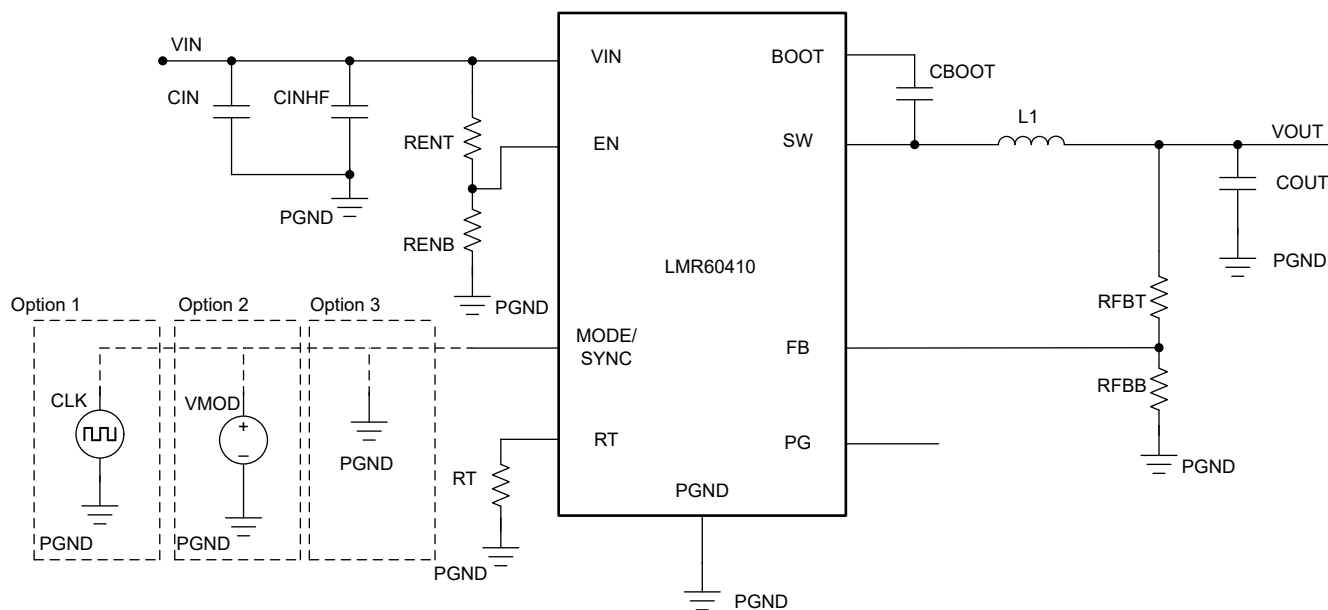 VIN
CIN
CINHF
RENT
RENB
PGND
PGND
VIN
EN
MODE/
SYNC
RT
BOOT
SW
LMR60410
FB
PG
PGND
CBOOT
L1
VOUT
COUT
PGND
RFBT
RFBB
PGND
Option 1
Option 2
Option 3
CLK
VMOD
+
−
PGND
PGND
PGND
RT
PGND
PGND